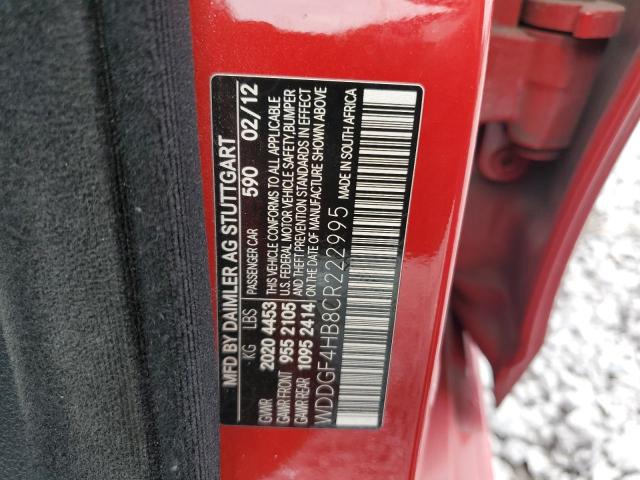 MFD BY DAIMLER AG STUTTGART
KG LBS PASSENGER CAR 590 02/12
GVWR 2020 4453 THIS VEHICLE CONFORMS TO ALL APPLICABLE
GAWR FRONT 955 2105 U.S. FEDERAL MOTOR VEHICLE SAFETY, BUMPER
GAWR REAR 1095 2414 AND THEFT PREVENTION STANDARDS IN EFFECT
ON THE DATE OF MANUFACTURE SHOWN ABOVE
WDDGF4HB8CR222995 MADE IN SOUTH AFRICA